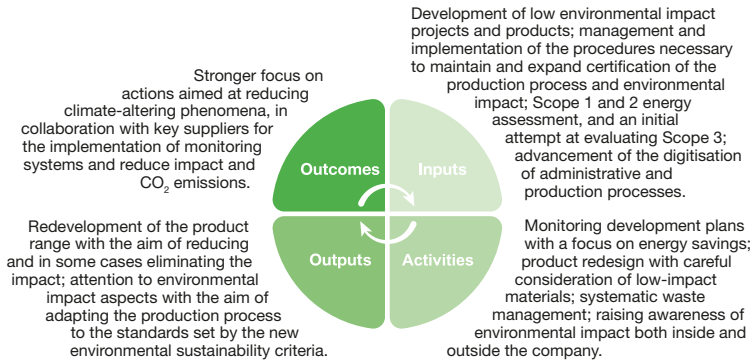 Development of low environmental impact
projects and products; management and
implementation of the procedures necessary
to maintain and expand certification of the
production process and environmental
impact; Scope 1 and 2 energy
assessment, and an initial
attempt at evaluating Scope 3;
advancement of the digitisation
of administrative and
production processes.
Stronger focus on
actions aimed at reducing
climate-altering phenomena, in
collaboration with key suppliers for
the implementation of monitoring
systems and reduce impact and
CO₂ emissions.
Outcomes
Inputs
Redevelopment of the product
range with the aim of reducing
and in some cases eliminating the
impact; attention to environmental
impact aspects with the aim of
adapting the production process
to the standards set by the new
environmental sustainability criteria.
Outputs
Activities
Monitoring development plans
with a focus on energy savings;
product redesign with careful
consideration of low-impact
materials; systematic waste
management; raising awareness of
environmental impact both inside and
outside the company.